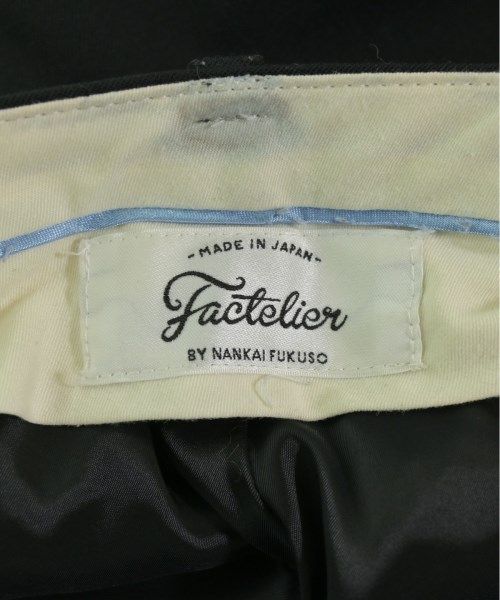 - MADE IN JAPAN -
Factelier
BY NANKAI FUKUSO